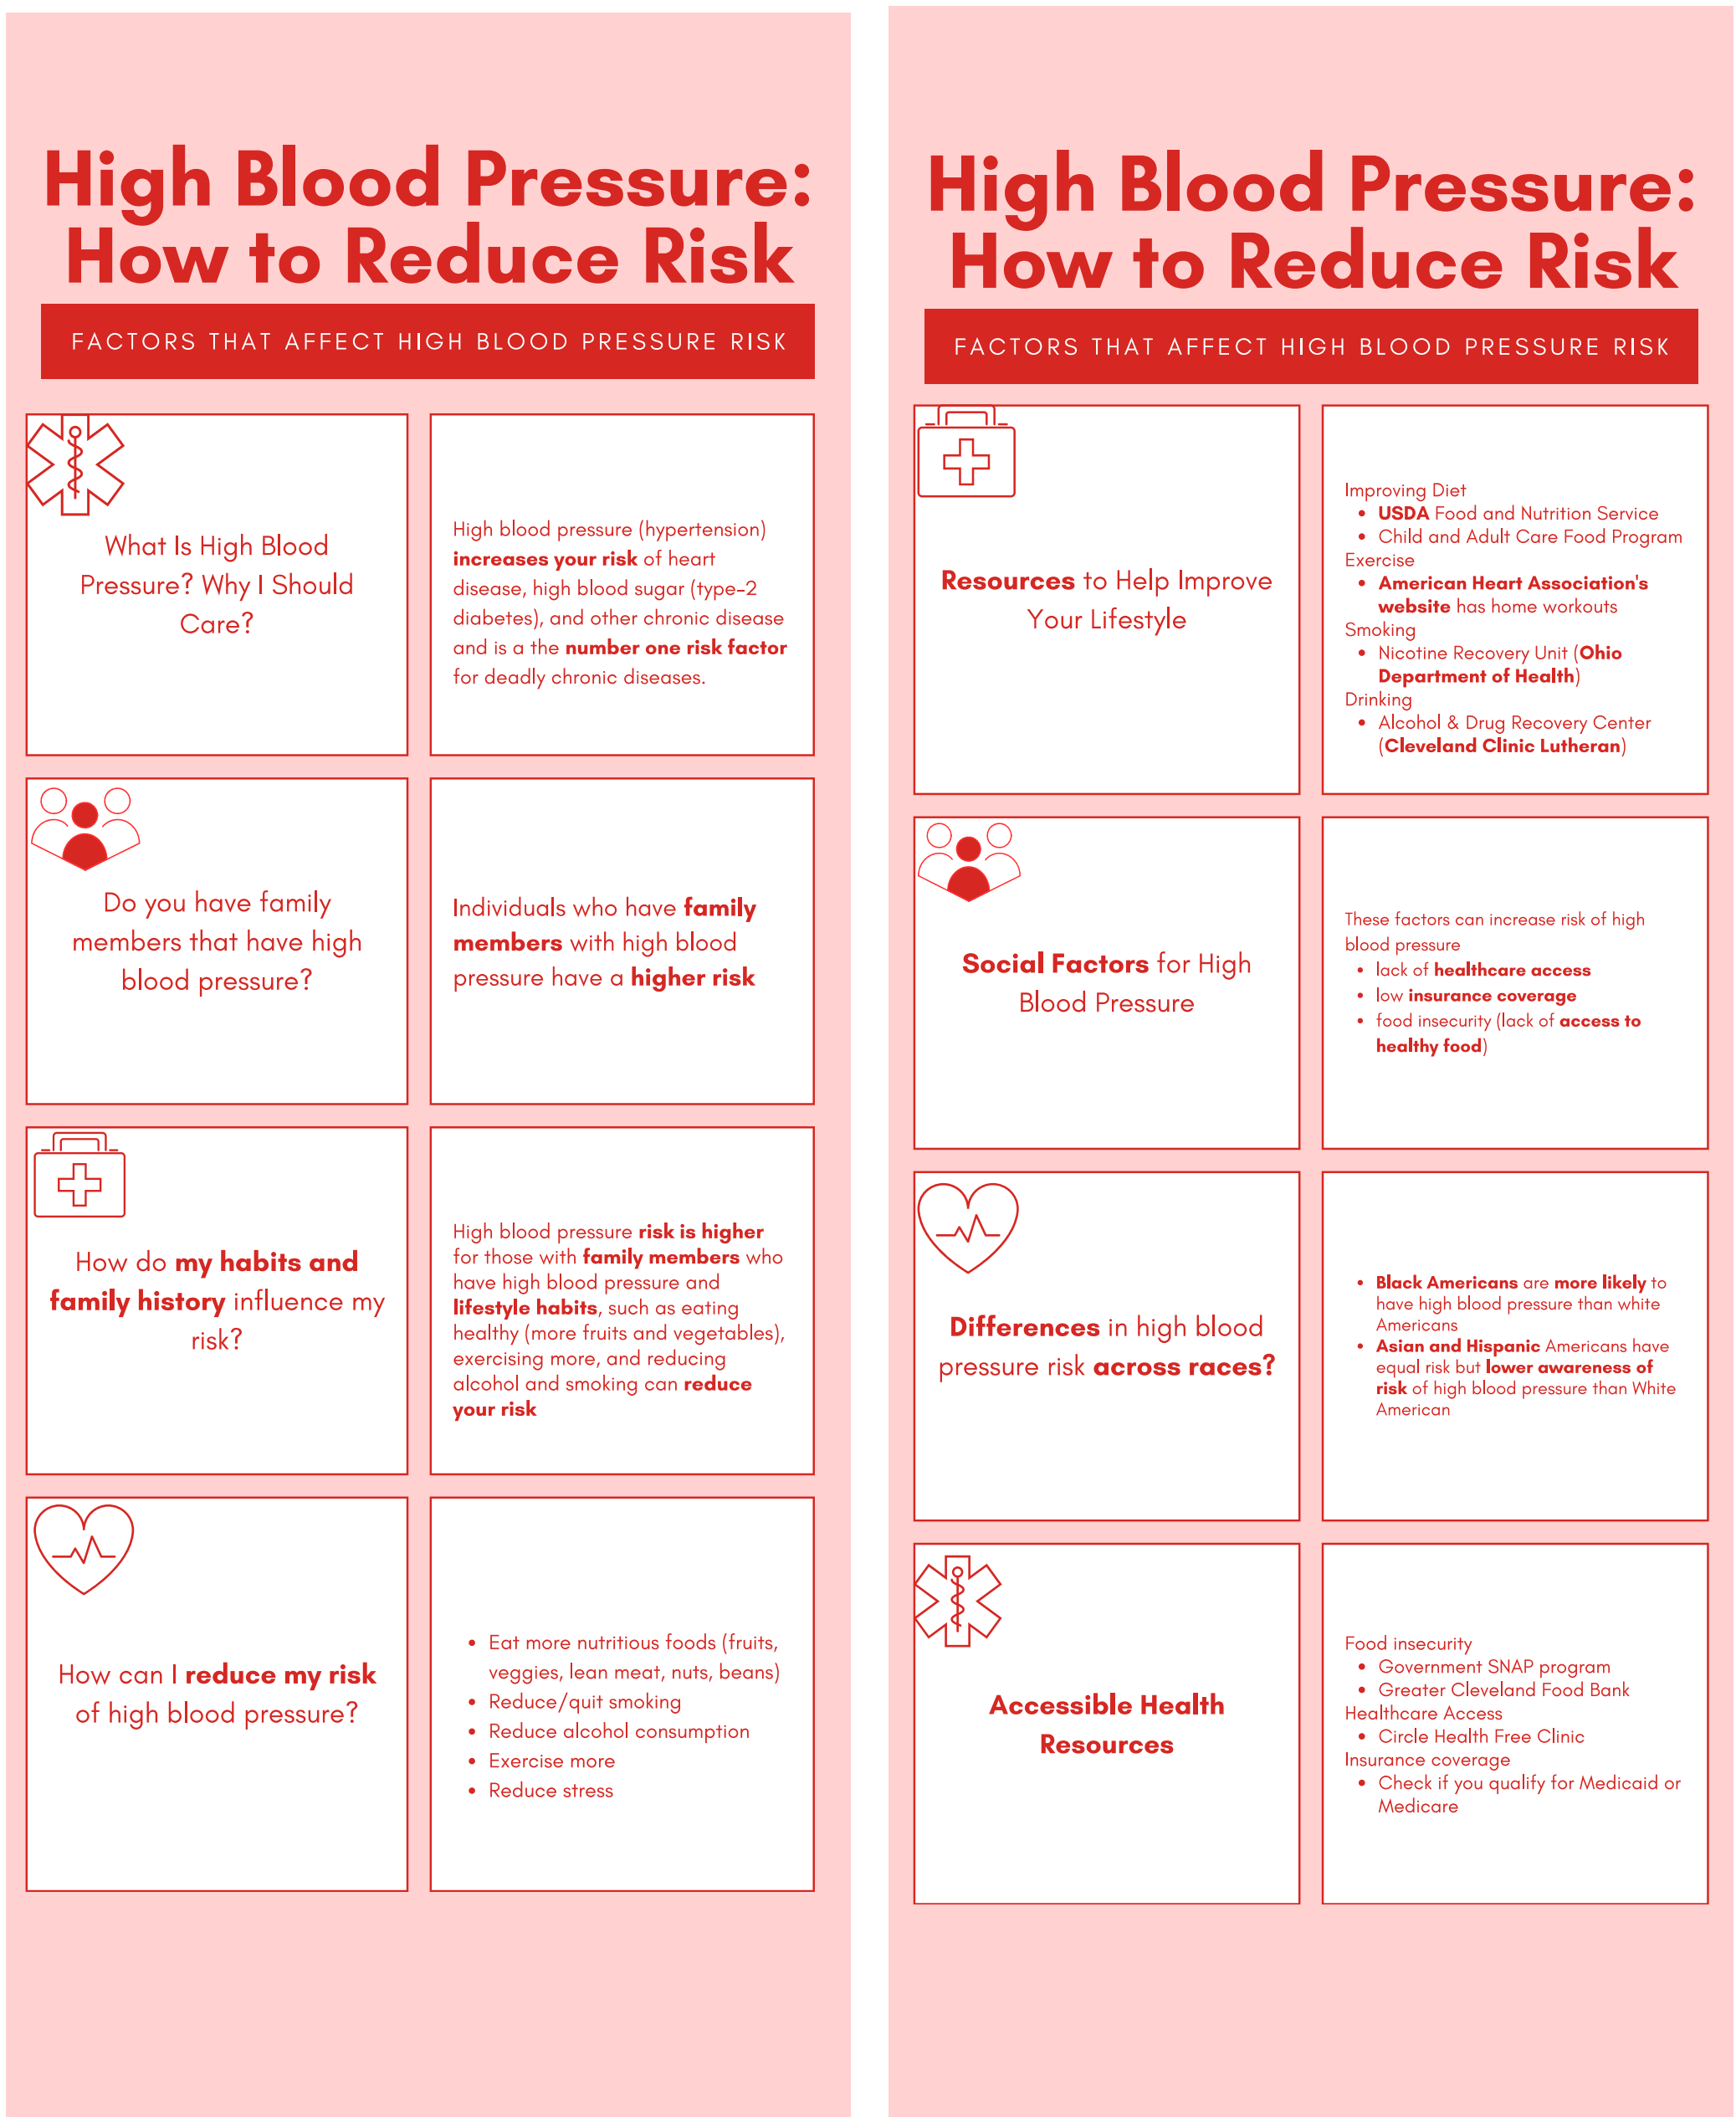 High Blood Pressure:
How to Reduce Risk
FACTORS THAT AFFECT HIGH BLOOD PRESSURE RISK
What Is High Blood
Pressure? Why I Should
Care?
High blood pressure (hypertension)
increases your risk of heart
disease, high blood sugar (type-2
diabetes), and other chronic disease
and is a the number one risk factor
for deadly chronic diseases.
Do you have family
members that have high
blood pressure?
Individuals who have family
members with high blood
pressure have a higher risk
How do my habits and
family history influence my
risk?
High blood pressure risk is higher
for those with family members who
have high blood pressure and
lifestyle habits, such as eating
healthy (more fruits and vegetables),
exercising more, and reducing
alcohol and smoking can reduce
your risk
How can I reduce my risk
of high blood pressure?
• Eat more nutritious foods (fruits,
veggies, lean meat, nuts, beans)
• Reduce/quit smoking
• Reduce alcohol consumption
• Exercise more
• Reduce stress
High Blood Pressure:
How to Reduce Risk
FACTORS THAT AFFECT HIGH BLOOD PRESSURE RISK
Resources to Help Improve
Your Lifestyle
Improving Diet
• USDA Food and Nutrition Service
• Child and Adult Care Food Program
Exercise
• American Heart Association's
website has home workouts
Smoking
• Nicotine Recovery Unit (Ohio
Department of Health)
Drinking
• Alcohol & Drug Recovery Center
(Cleveland Clinic Lutheran)
Social Factors for High
Blood Pressure
These factors can increase risk of high
blood pressure
• lack of healthcare access
• low insurance coverage
• food insecurity (lack of access to
healthy food)
Differences in high blood
pressure risk across races?
• Black Americans are more likely to
have high blood pressure than white
Americans
• Asian and Hispanic Americans have
equal risk but lower awareness of
risk of high blood pressure than White
American
Accessible Health
Resources
Food insecurity
• Government SNAP program
• Greater Cleveland Food Bank
Healthcare Access
• Circle Health Free Clinic
Insurance coverage
• Check if you qualify for Medicaid or
Medicare